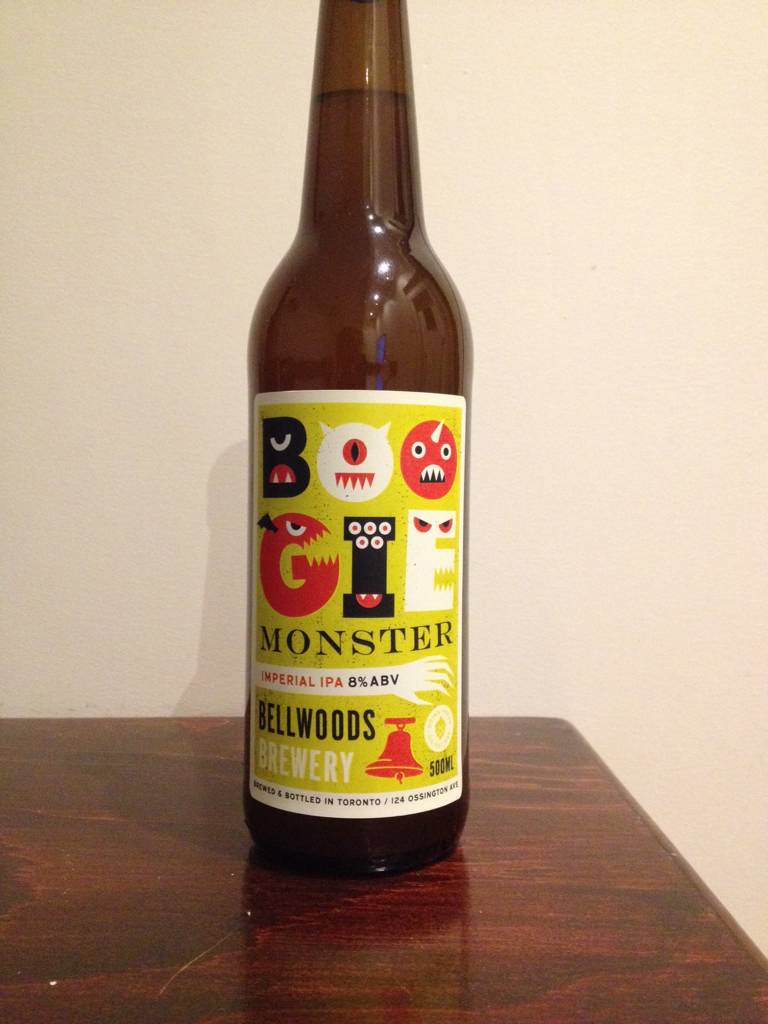 BOO
GIE
MONSTER
IMPERIAL IPA 8% ABV
BELLWOODS
BREWERY
500ML
BREWED & BOTTLED IN TORONTO / 124 OSSINGTON AVE